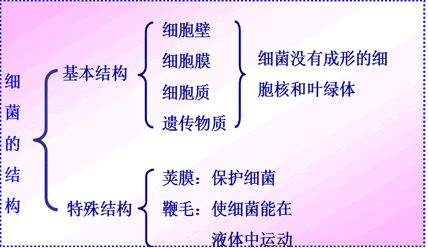 细菌的结构
基本结构
细胞壁
细胞膜
细胞质
遗传物质
细菌没有成形的细
胞核和叶绿体
特殊结构
荚膜：保护细菌
鞭毛：使细菌能在
液体中运动